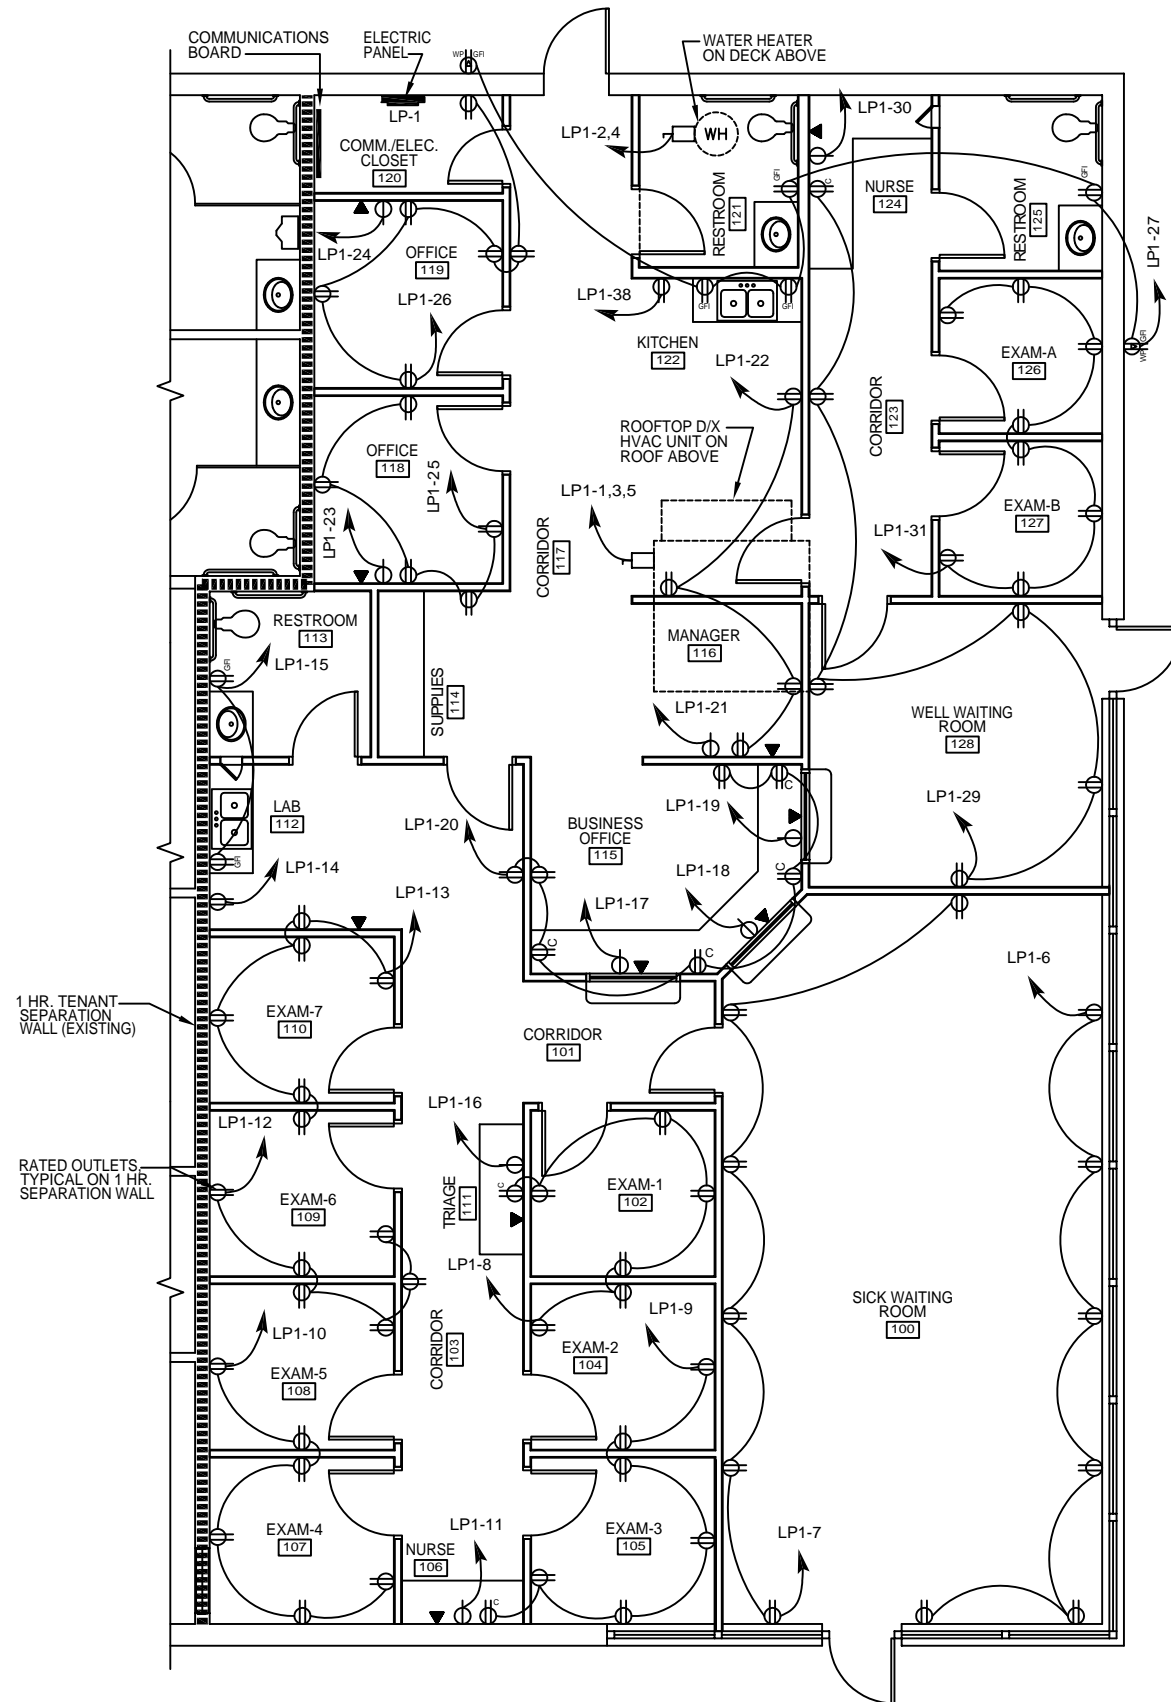 COMMUNICATIONS
BOARD
ELECTRIC
PANEL
WP
GFI
WATER HEATER
ON DECK ABOVE
LP-1
LP1-2,4
WH
LP1-30
COMM./ELEC.
CLOSET
120
RESTROOM
121
GFI
C
NURSE
124
RESTROOM
125
GFI
LP1-27
LP1-24
OFFICE
119
LP1-26
LP1-38
GFI
GFI
KITCHEN
122
LP1-22
EXAM-A
126
WP
GFI
ROOFTOP D/X
HVAC UNIT ON
ROOF ABOVE
CORRIDOR
123
OFFICE
118
LP1-25
LP1-23
LP1-1,3,5
EXAM-B
127
LP1-31
CORRIDOR
117
RESTROOM
113
GFI
LP1-15
MANAGER
116
SUPPLIES
114
LP1-21
WELL WAITING
ROOM
128
LAB
112
GFI
LP1-20
LP1-19
C
BUSINESS
OFFICE
115
LP1-29
LP1-14
LP1-13
LP1-18
C
LP1-17
C
C
LP1-6
1 HR. TENANT
SEPARATION
WALL (EXISTING)
EXAM-7
110
CORRIDOR
101
LP1-12
LP1-16
RATED OUTLETS,
TYPICAL ON 1 HR.
SEPARATION WALL
EXAM-6
109
TRIAGE
111
C
EXAM-1
102
LP1-8
LP1-9
LP1-10
SICK WAITING
ROOM
100
CORRIDOR
103
EXAM-5
108
EXAM-2
104
LP1-11
LP1-7
EXAM-4
107
NURSE
106
C
EXAM-3
105